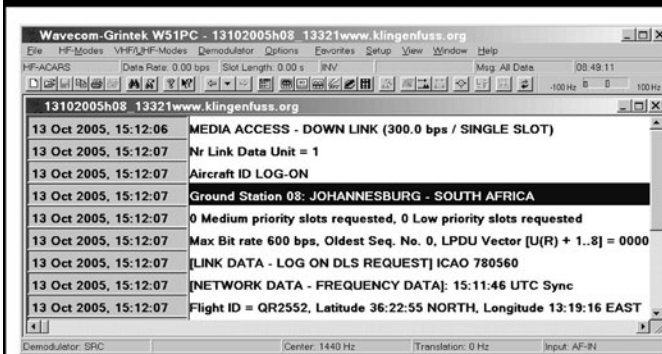 Wavecom-Grintek W51PC - 13102005h08_13321www.klingenfuss.org
File HF-Modes VHF/UHF-Modes Demodulator Options Favorites Setup View Window Help
HF-ACARS Data Rate: 0.00 bps Slot Length: 0.00 s INV Msg: All Data 08:49:11
-100 Hz 0 100 Hz
13102005h08_13321www.klingenfuss.org
13 Oct 2005, 15:12:06 MEDIA ACCESS - DOWN LINK (300.0 bps / SINGLE SLOT)
13 Oct 2005, 15:12:07 Nr Link Data Unit = 1
13 Oct 2005, 15:12:07 Aircraft ID LOG-ON
13 Oct 2005, 15:12:07 Ground Station 08: JOHANNESBURG - SOUTH AFRICA
13 Oct 2005, 15:12:07 0 Medium priority slots requested, 0 Low priority slots requested
13 Oct 2005, 15:12:07 Max Bit rate 600 bps, Oldest Seq. No. 0, LPDU Vector [U(R) + 1..8] = 0000
13 Oct 2005, 15:12:07 [LINK DATA - LOG ON DLS REQUEST] ICAO 780560
13 Oct 2005, 15:12:07 [NETWORK DATA - FREQUENCY DATA]: 15:11:46 UTC Sync
13 Oct 2005, 15:12:07 Flight ID = QR2552, Latitude 36:22:55 NORTH, Longitude 13:19:16 EAST
Demodulator: SRC Center: 1440 Hz Translation: 0 Hz Input: AF-IN